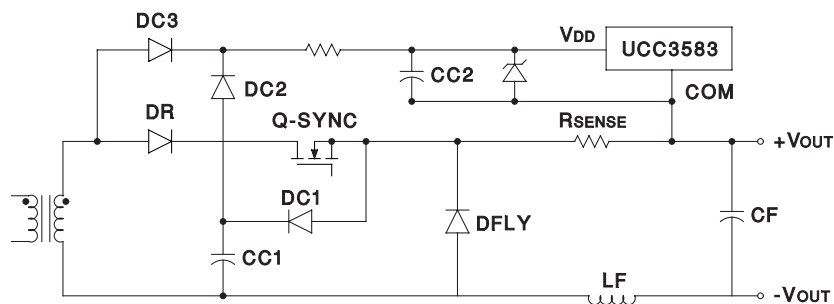 DC3
VDD
UCC3583
CC2
DC2
COM
DR
Q-SYNC
RSENSE
+VOUT
DC1
DFLY
CF
CC1
LF
-VOUT